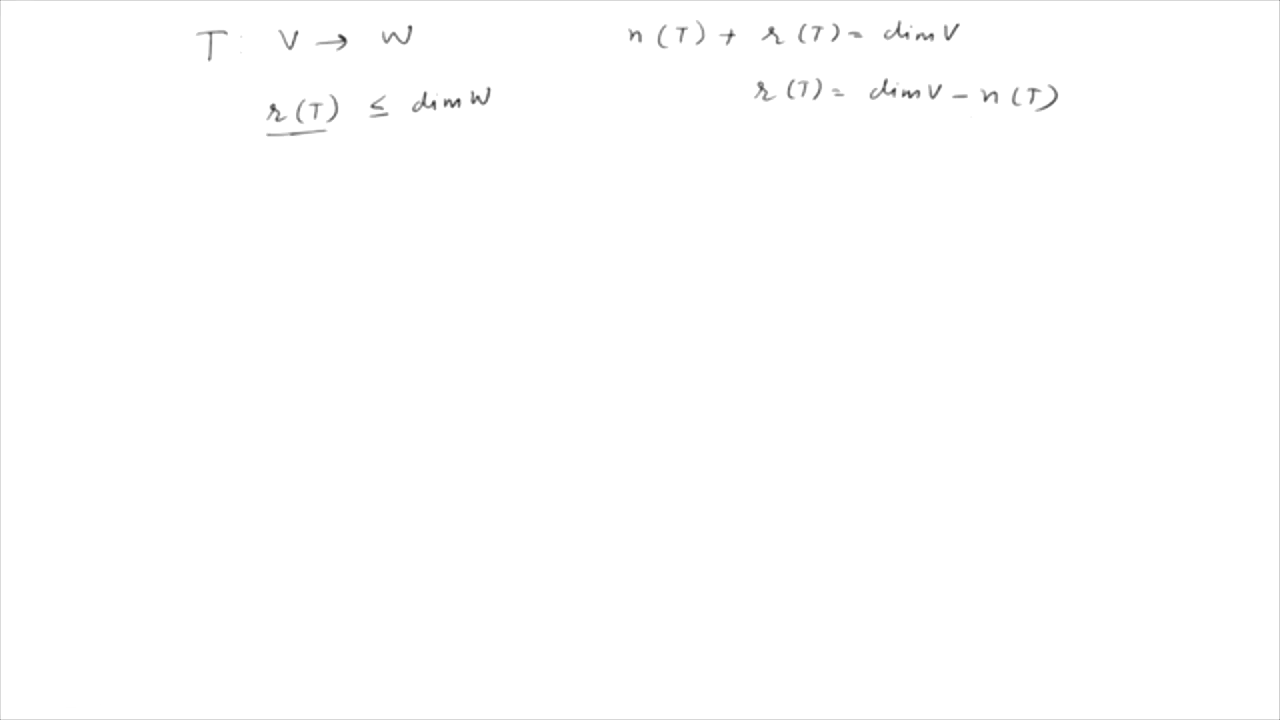 T: V → W
r(T) ≤ dim W
n(T) + r(T) = dim V
r(T) = dim V - n(T)